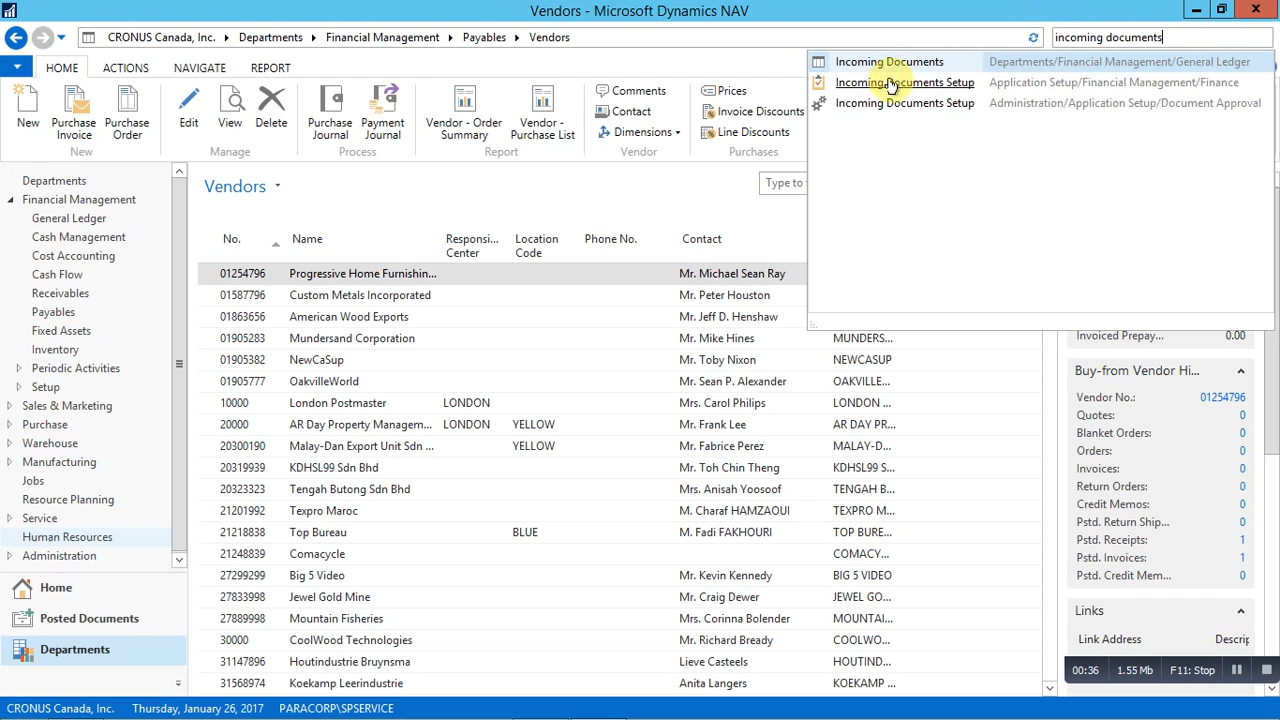 Vendors - Microsoft Dynamics NAV
CRONUS Canada, Inc. Departments Financial Management Payables Vendors
incoming documents
HOME ACTIONS NAVIGATE REPORT
Incoming Documents Departments/Financial Management/General Ledger
Incoming Documents Setup Application Setup/Financial Management/Finance
Incoming Documents Setup Administration/Application Setup/Document Approval
New
Purchase Invoice
Purchase Order
New
Edit
View
Delete
Manage
Purchase Journal
Payment Journal
Process
Vendor - Order Summary
Vendor - Purchase List
Report
Comments
Contact
Dimensions
Vendor
Prices
Invoice Discounts
Line Discounts
Purchases
Departments
Financial Management
General Ledger
Cash Management
Cost Accounting
Cash Flow
Receivables
Payables
Fixed Assets
Inventory
Periodic Activities
Setup
Sales & Marketing
Purchase
Warehouse
Manufacturing
Jobs
Resource Planning
Service
Human Resources
Administration
Home
Posted Documents
Departments
Vendors
Type to
No. Name Responsi... Center Location Code Phone No. Contact
01254796 Progressive Home Furnishin... Mr. Michael Sean Ray
01587796 Custom Metals Incorporated Mr. Peter Houston
01863656 American Wood Exports Mr. Jeff D. Henshaw
01905283 Mundersand Corporation Mr. Mike Hines MUNDERS...
01905382 NewCaSup Mr. Toby Nixon NEWCASUP
01905777 OakvilleWorld Mr. Sean P. Alexander OAKVILLE...
10000 London Postmaster LONDON Mrs. Carol Philips LONDON ...
20000 AR Day Property Managem... LONDON YELLOW Mr. Frank Lee AR DAY PR...
20300190 Malay-Dan Export Unit Sdn ... YELLOW Mr. Fabrice Perez MALAY-D...
20319939 KDHSL99 Sdn Bhd Mr. Toh Chin Theng KDHSL99...
20323323 Tengah Butong Sdn Bhd Mrs. Anisah Yoosoof TENGAH B...
21201992 Texpro Maroc M. Charaf HAMZAOUI TEXPRO M...
21218838 Top Bureau BLUE M. Fadi FAKHOURI TOP BURE...
21248839 Comacycle COMACY...
27299299 Big 5 Video Mr. Kevin Kennedy BIG 5 VIDEO
27833998 Jewel Gold Mine Mr. Craig Dewer JEWEL GO...
27889998 Mountain Fisheries Mrs. Corinna Bolender MOUNTAI...
30000 CoolWood Technologies Mr. Richard Bready COOLWO...
31147896 Houtindustrie Bruynsma Lieve Casteels HOUTIND...
31568974 Koekamp Leerindustrie Anita Langers KOEKAMP...
Invoiced Prepay... 0.00
Buy-from Vendor Hi...
Vendor No.: 01254796
Quotes: 0
Blanket Orders: 0
Orders: 0
Invoices: 0
Return Orders: 0
Credit Memos: 0
Pstd. Return Ship... 0
Pstd. Receipts: 1
Pstd. Invoices: 1
Pstd. Credit Mem... 0
Links
Link Address Descrip
00:36 1.55 Mb F11: Stop
CRONUS Canada, Inc. Thursday, January 26, 2017 PARACORP\SPSERVICE